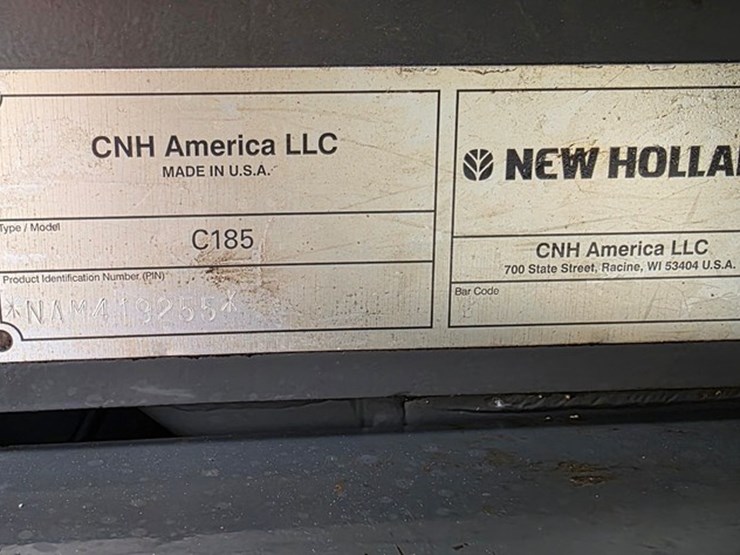 CNH America LLC
MADE IN U.S.A.
Type / Model
C185
Product Identification Number (PIN)
*NAM419255*
NEW HOLLA
CNH America LLC
700 State Street, Racine, WI 53404 U.S.A.
Bar Code